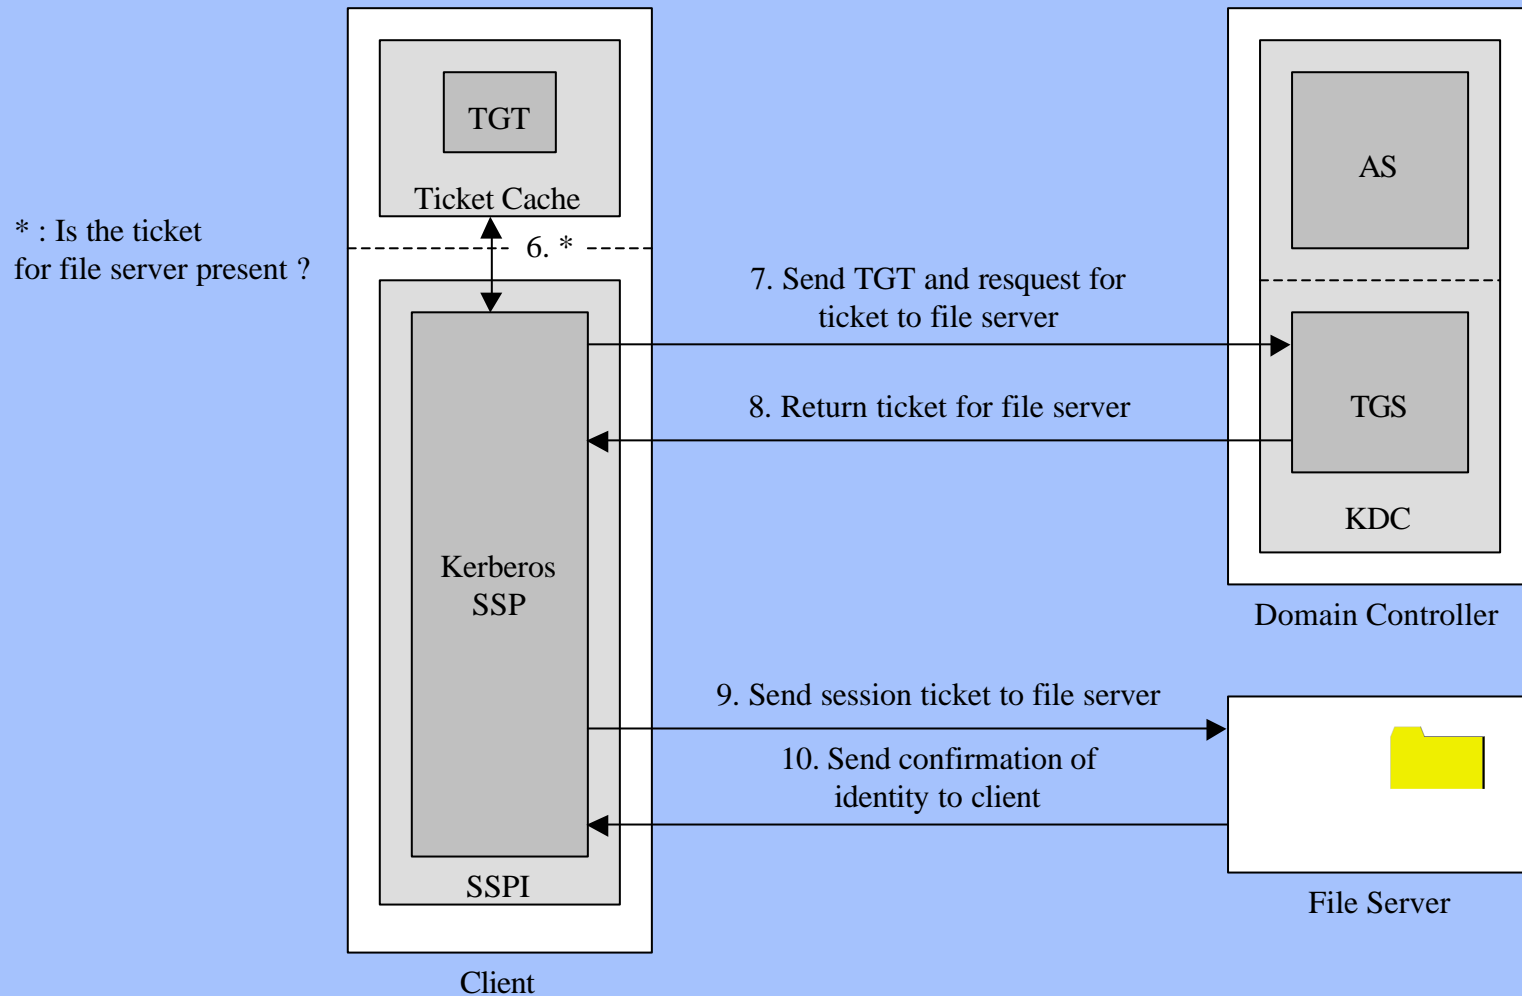 TGT
Ticket Cache
* : Is the ticket
for file server present ?
6. *
Kerberos
SSP
SSPI
Client
7. Send TGT and resquest for
ticket to file server
8. Return ticket for file server
9. Send session ticket to file server
10. Send confirmation of
identity to client
AS
TGS
KDC
Domain Controller
File Server